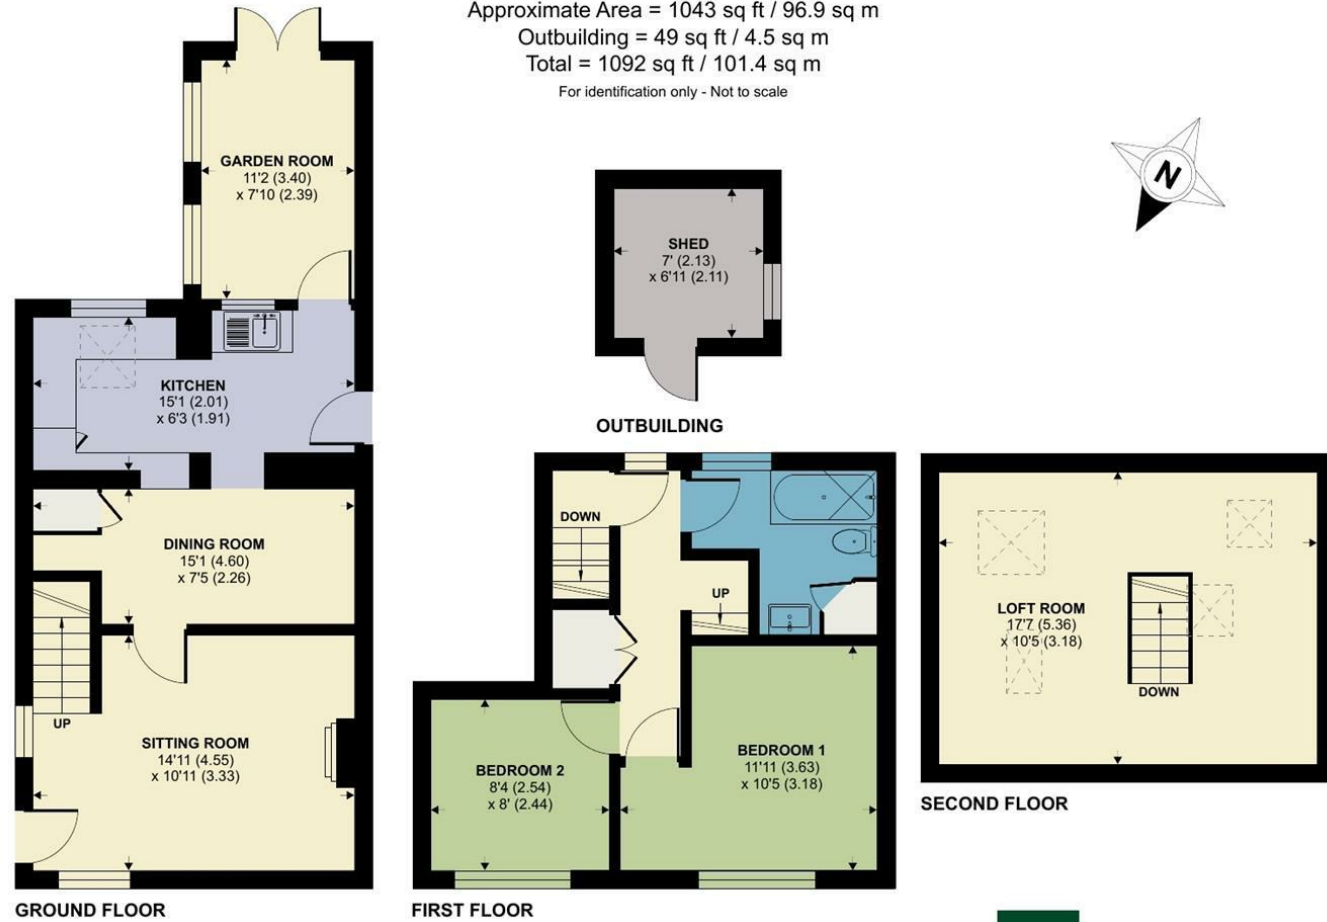 Approximate Area = 1043 sq ft / 96.9 sq m
Outbuilding = 49 sq ft / 4.5 sq m
Total = 1092 sq ft / 101.4 sq m
For identification only - Not to scale
N
GARDEN ROOM
11'2 (3.40)
x 7'10 (2.39)
SHED
7' (2.13)
x 6'11 (2.11)
OUTBUILDING
KITCHEN
15'1 (2.01)
x 6'3 (1.91)
DINING ROOM
15'1 (4.60)
x 7'5 (2.26)
UP
SITTING ROOM
14'11 (4.55)
x 10'11 (3.33)
GROUND FLOOR
DOWN
UP
BEDROOM 1
11'11 (3.63)
x 10'5 (3.18)
BEDROOM 2
8'4 (2.54)
x 8' (2.44)
FIRST FLOOR
LOFT ROOM
17'7 (5.36)
x 10'5 (3.18)
DOWN
SECOND FLOOR